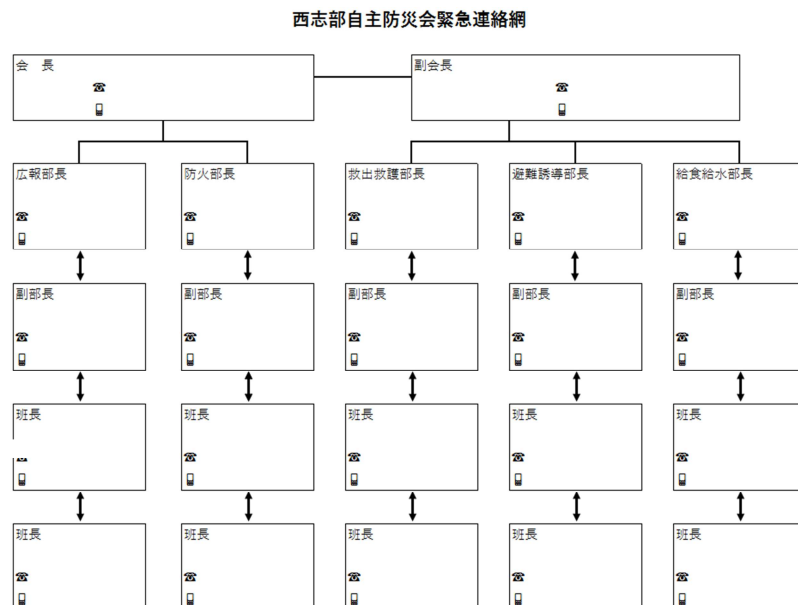 西志部自主防災会緊急連絡網
会　長
☎
副会長
☎
広報部長
☎
防火部長
☎
救出救護部長
☎
避難誘導部長
☎
給食給水部長
☎
副部長
☎
副部長
☎
副部長
☎
副部長
☎
副部長
☎
班長
班長
☎
班長
☎
班長
☎
班長
☎
班長
☎
班長
☎
班長
☎
班長
☎
班長
☎